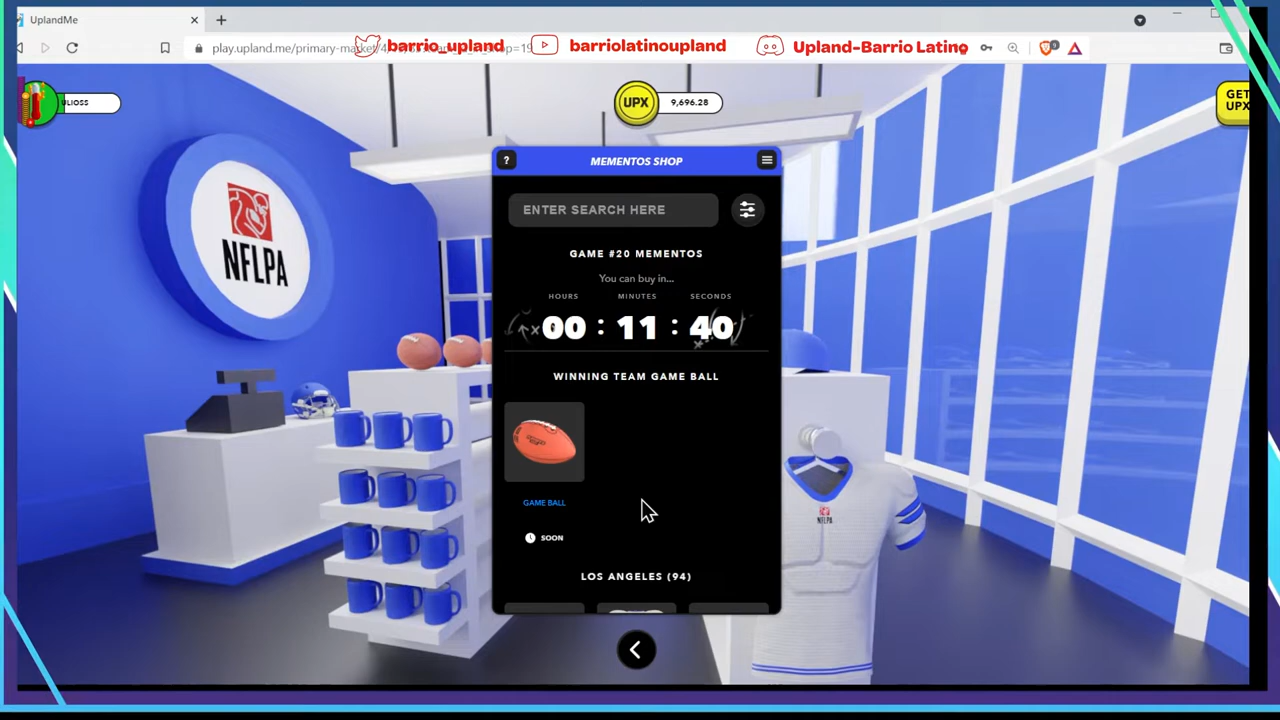 UplandMe
play.upland.me/primary-market/4
barrio_upland
barriolatinoupland
Upland-Barrio Latino
ULIOSS
UPX
9,696.28
GET
UPX
?
MEMENTOS SHOP
ENTER SEARCH HERE
NFLPA
GAME #20 MEMENTOS
You can buy in...
HOURS MINUTES SECONDS
00 : 11 : 40
WINNING TEAM GAME BALL
GAME BALL
SOON
NFLPA
LOS ANGELES (94)